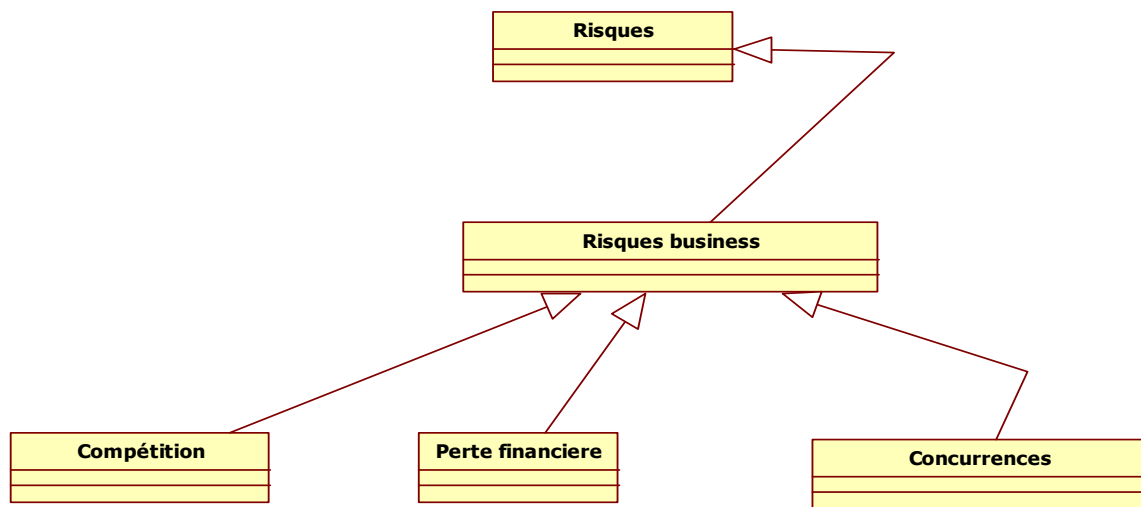 Risques
Risques business
Compétition
Perte financiere
Concurrences